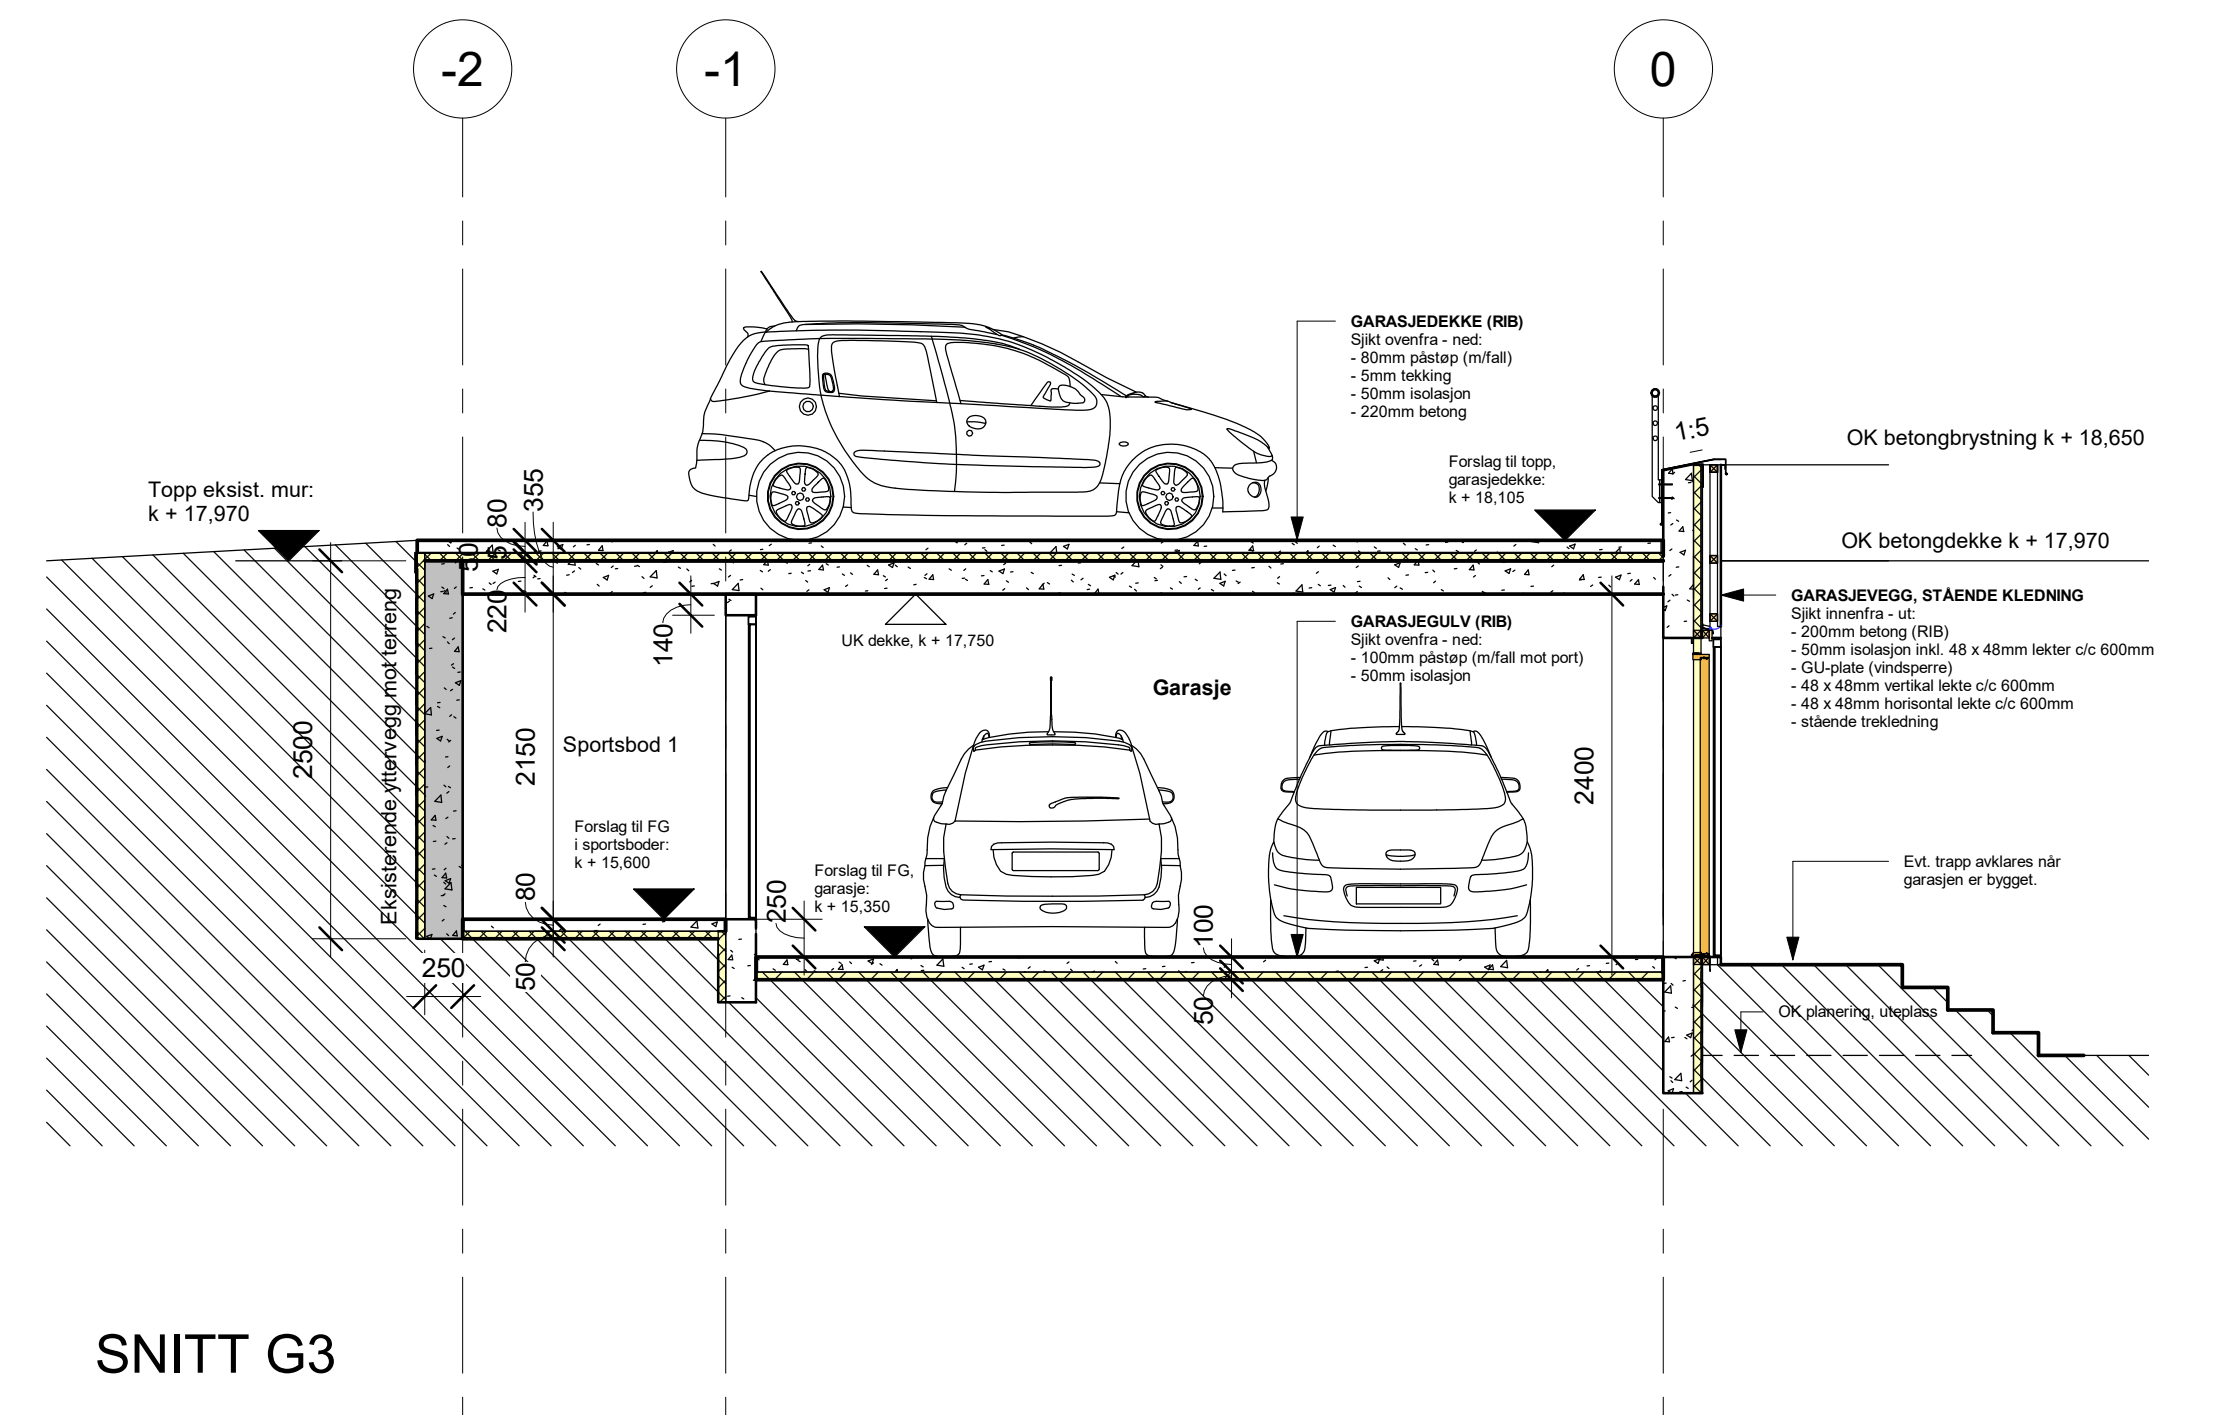 -2
-1
0
GARASJEDEKKE (RIB)
Sjikt ovenfra - ned:
- 80mm påstøp (m/fall)
- 5mm tekking
- 50mm isolasjon
- 220mm betong
1:5
OK betongbrystning k + 18,650
Forslag til topp,
garasjedekke:
k + 18,105
Topp eksist. mur:
k + 17,970
80
355
50
5
220
OK betongdekke k + 17,970
140
UK dekke, k + 17,750
GARASJEGULV (RIB)
Sjikt ovenfra - ned:
- 100mm påstøp (m/fall mot port)
- 50mm isolasjon
GARASJEVEGG, STÅENDE KLEDNING
Sjikt innenfra - ut:
- 200mm betong (RIB)
- 50mm isolasjon inkl. 48 x 48mm lekter c/c 600mm
- GU-plate (vindsperre)
- 48 x 48mm vertikal lekte c/c 600mm
- 48 x 48mm horisontal lekte c/c 600mm
- stående trekledning
Garasje
2500
Eksisterende yttervegg mot terreng
2150
Sportsbod 1
2400
Forslag til FG
i sportsboder:
k + 15,600
Forslag til FG,
garasje:
k + 15,350
80
50
250
250
100
50
Evt. trapp avklares når
garasjen er bygget.
OK planering, uteplass
SNITT G3